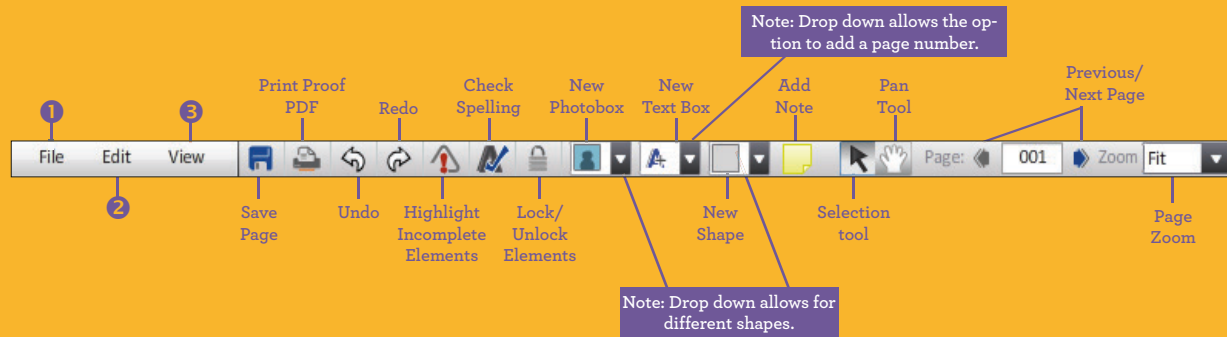 Note: Drop down allows the op-
tion to add a page number.
Print Proof
PDF
Redo
Check
Spelling
New
Photobox
New
Text Box
Add
Note
Pan
Tool
Previous/
Next Page
1
3
File Edit View Page: 001 Zoom Fit
2
Save
Page
Undo
Highlight
Incomplete
Elements
Lock/
Unlock
Elements
New
Shape
Selection
tool
Page
Zoom
Note: Drop down allows for
different shapes.